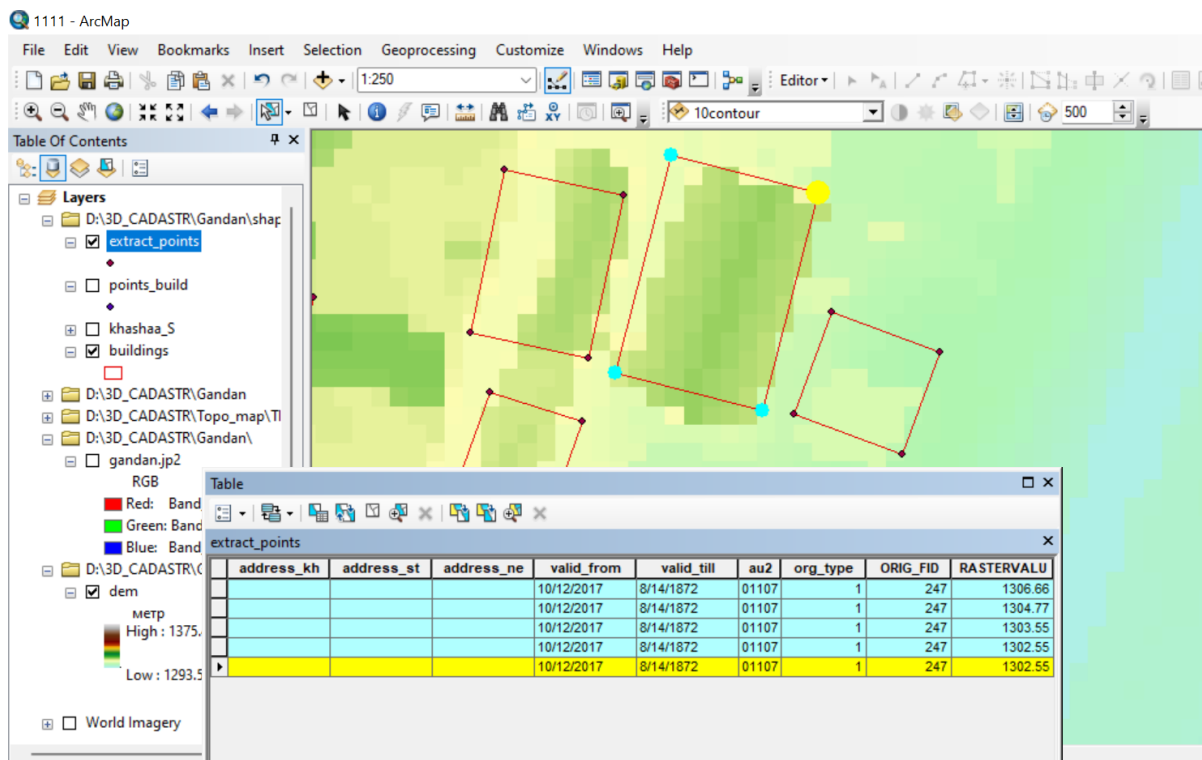 1111 - ArcMap
File Edit View Bookmarks Insert Selection Geoprocessing Customize Windows Help
1:250 Editor
10contour 500
Table Of Contents
Layers
D:\3D_CADASTR\Gandan\shap
extract_points
points_build
khashaa_S
buildings
D:\3D_CADASTR\Gandan
D:\3D_CADASTR\Topo_map\Tl
D:\3D_CADASTR\Gandan\
gandan.jp2
RGB
Red: Band_
Green: Band
Blue: Band_
D:\3D_CADASTR\G
dem
метр
High : 1375.
Low : 1293.5
World Imagery
Table
extract_points
address_kh address_st address_ne valid_from valid_till au2 org_type ORIG_FID RASTERVALU
10/12/2017 8/14/1872 01107 1 247 1306.66
10/12/2017 8/14/1872 01107 1 247 1304.77
10/12/2017 8/14/1872 01107 1 247 1303.55
10/12/2017 8/14/1872 01107 1 247 1302.55
10/12/2017 8/14/1872 01107 1 247 1302.55